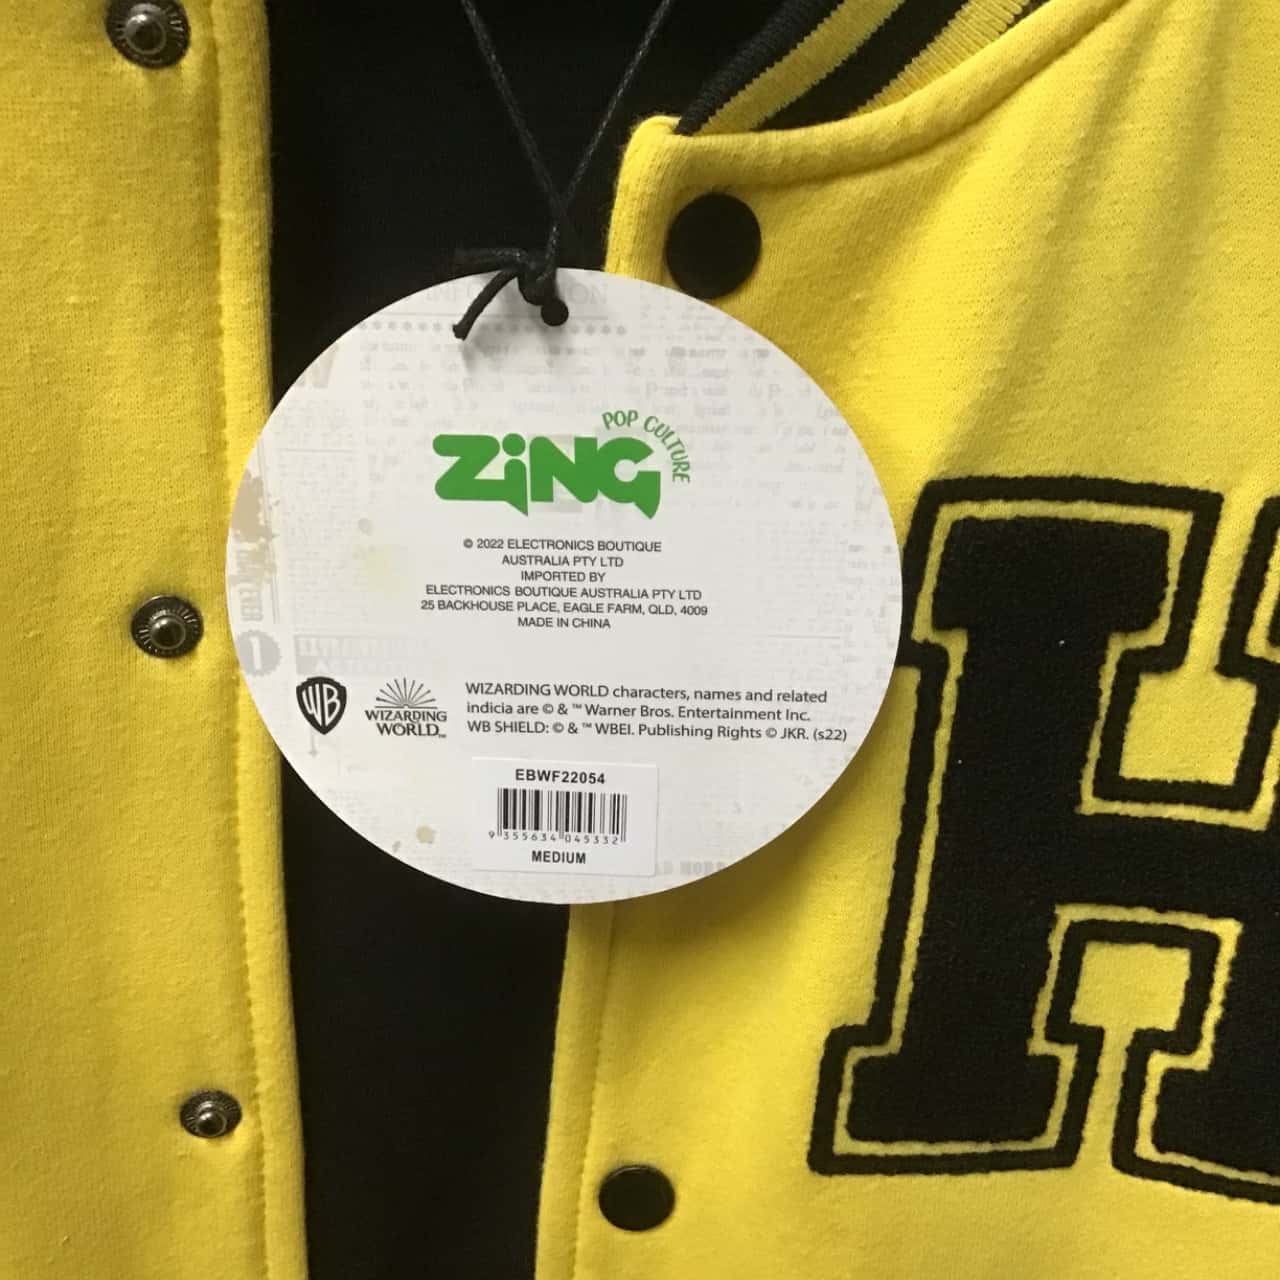 POP CULTURE
ZiNG
© 2022 ELECTRONICS BOUTIQUE
AUSTRALIA PTY LTD
IMPORTED BY
ELECTRONICS BOUTIQUE AUSTRALIA PTY LTD
25 BACKHOUSE PLACE, EAGLE FARM, QLD, 4009
MADE IN CHINA
WB
WIZARDING
WORLD™
WIZARDING WORLD characters, names and related
indicia are © & ™ Warner Bros. Entertainment Inc.
WB SHIELD: © & ™ WBEI. Publishing Rights © JKR. (s22)
EBWF22054
9 355634 045332
MEDIUM
H